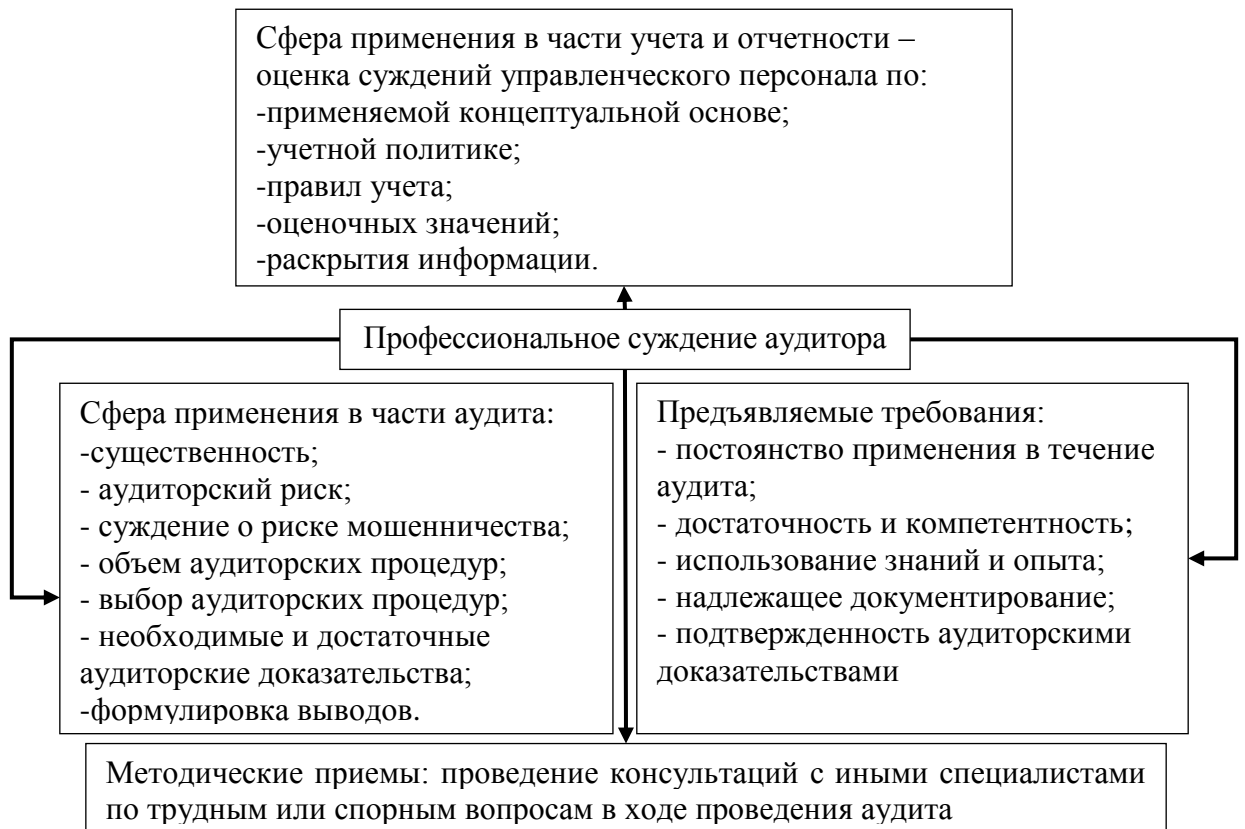 Сфера применения в части учета и отчетности –
оценка суждений управленческого персонала по:
-применяемой концептуальной основе;
-учетной политике;
-правил учета;
-оценочных значений;
-раскрытия информации.
Профессиональное суждение аудитора
Сфера применения в части аудита:
-существенность;
- аудиторский риск;
- суждение о риске мошенничества;
- объем аудиторских процедур;
- выбор аудиторских процедур;
- необходимые и достаточные
аудиторские доказательства;
-формулировка выводов.
Предъявляемые требования:
- постоянство применения в течение
аудита;
- достаточность и компетентность;
- использование знаний и опыта;
- надлежащее документирование;
- подтвержденность аудиторскими
доказательствами
Методические приемы: проведение консультаций с иными специалистами
по трудным или спорным вопросам в ходе проведения аудита